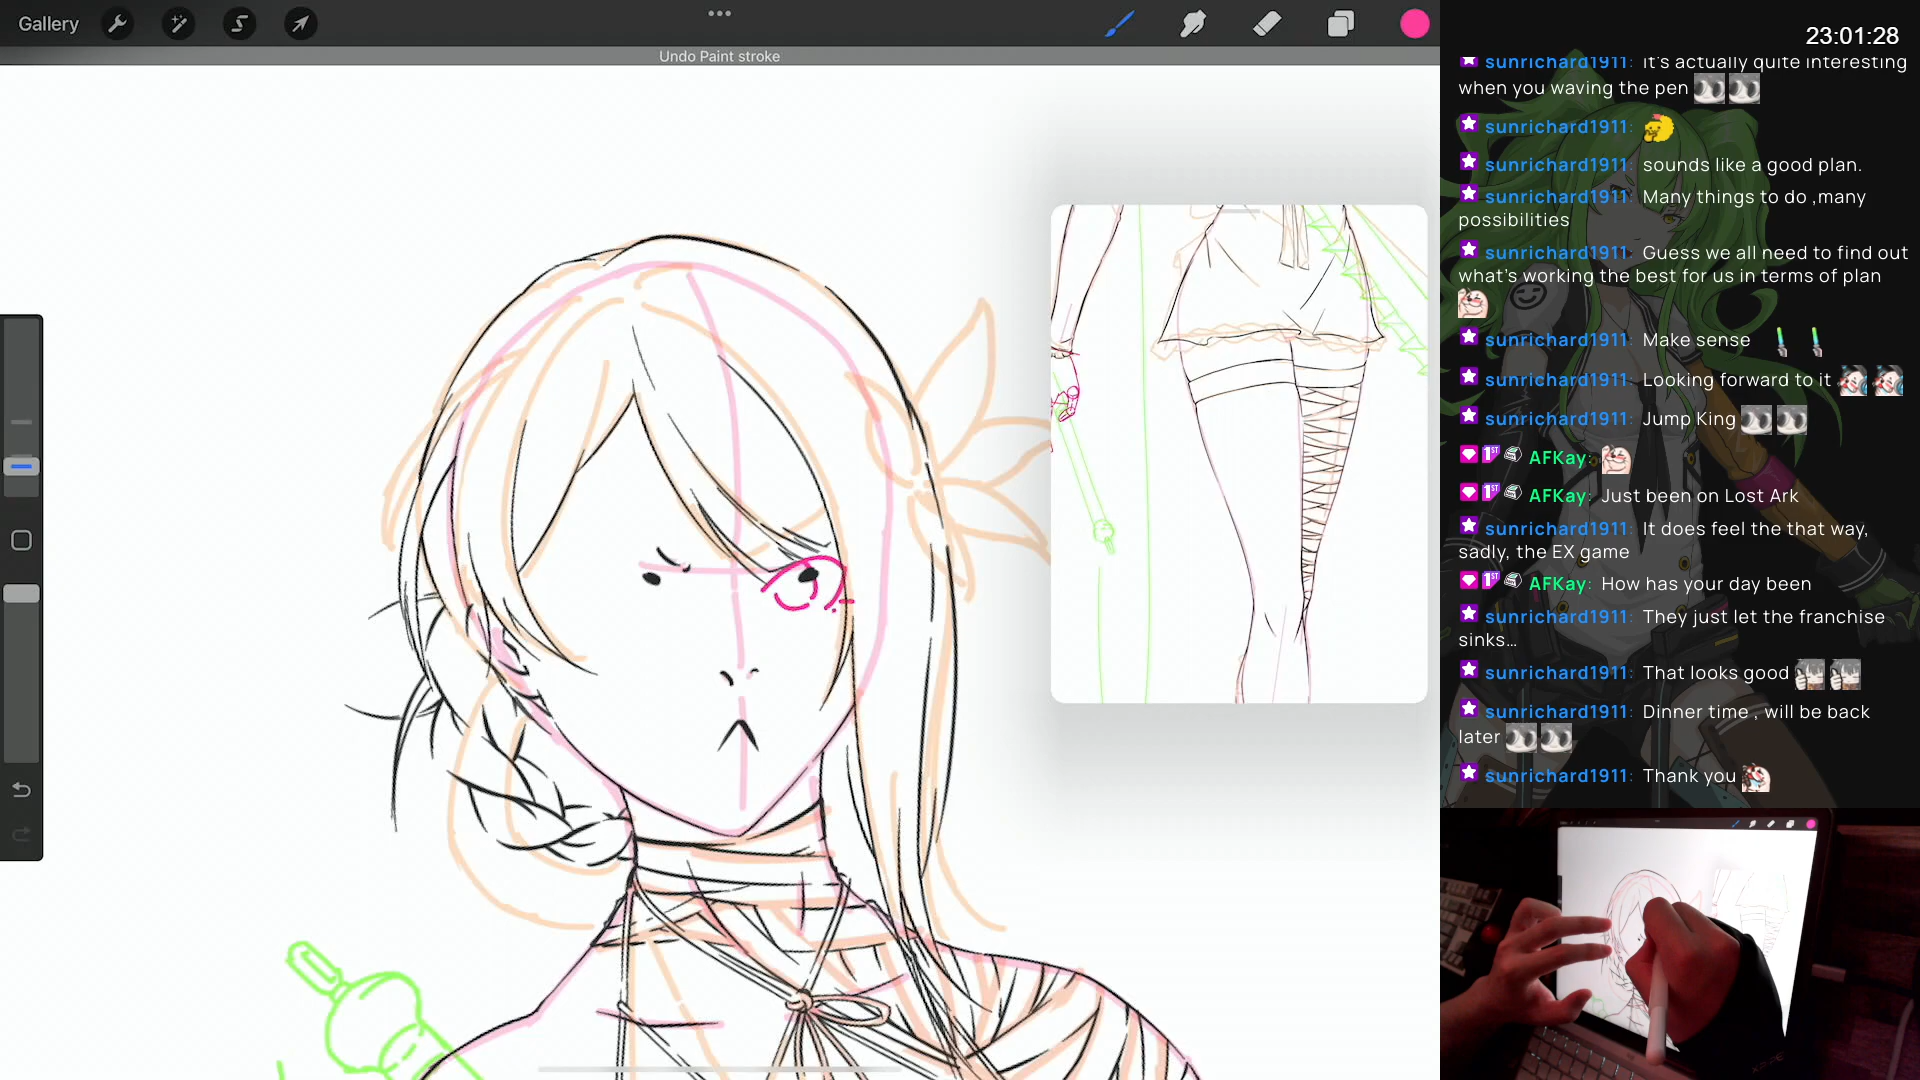 Gallery
Undo Paint stroke
23:01:28
sunrichard1911: it's actually quite interesting
when you waving the pen
sunrichard1911:
sunrichard1911: sounds like a good plan.
sunrichard1911: Many things to do ,many
possibilities
sunrichard1911: Guess we all need to find out
what's working the best for us in terms of plan
sunrichard1911: Make sense
sunrichard1911: Looking forward to it
sunrichard1911: Jump King
1ST AFKay:
1ST AFKay: Just been on Lost Ark
sunrichard1911: It does feel the that way,
sadly, the EX game
1ST AFKay: How has your day been
sunrichard1911: They just let the franchise
sinks...
sunrichard1911: That looks good
sunrichard1911: Dinner time , will be back
later
sunrichard1911: Thank you